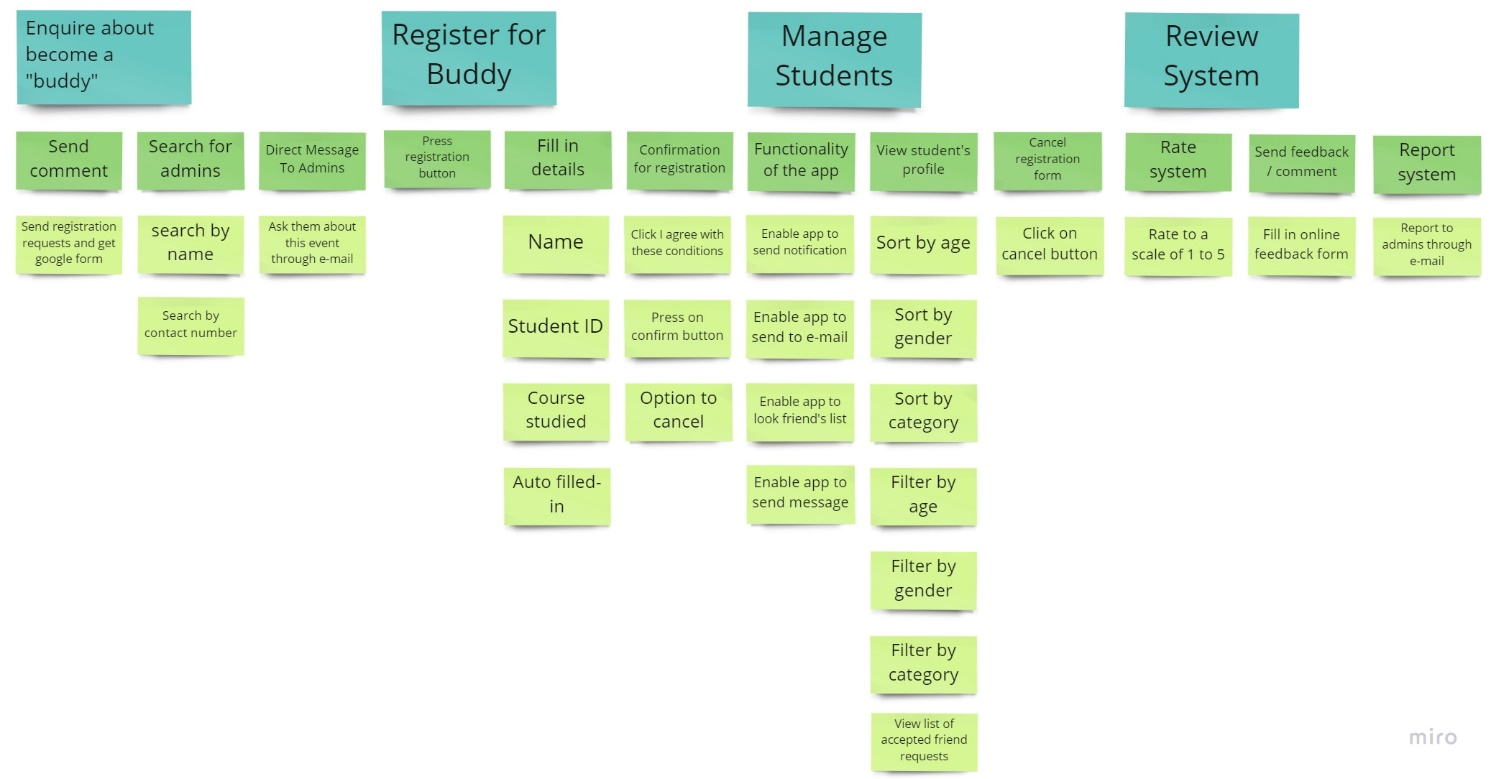 Enquire about
become a
"buddy"
Register for
Buddy
Manage
Students
Review
System
Send
comment
Search for
admins
Direct Message
To Admins
Press
registration
button
Fill in
details
Confirmation
for registration
Functionality
of the app
View student's
profile
Cancel
registration
form
Rate
system
Send feedback
/ comment
Report
system
Send registration
requests and get
google form
search by
name
Ask them about
this event
through e-mail
Name
Click I agree with
these conditions
Enable app to
send notification
Sort by age
Click on
cancel button
Rate to a
scale of 1 to 5
Fill in online
feedback form
Report to
admins through
e-mail
Search by
contact number
Student ID
Press on
confirm button
Enable app to
send to e-mail
Sort by
gender
Course
studied
Option to
cancel
Enable app to
look friend's list
Sort by
category
Auto filled-
in
Enable app to
send message
Filter by
age
Filter by
gender
Filter by
category
View list of
accepted friend
requests
miro